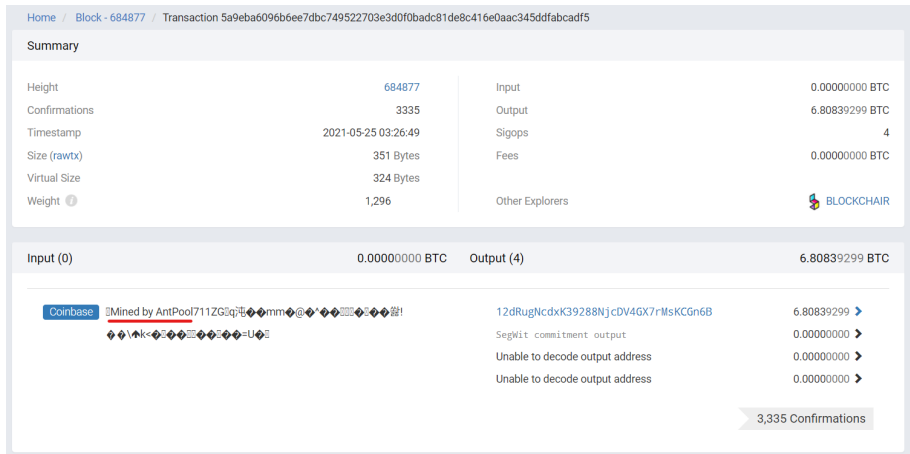 Home / Block - 684877 / Transaction 5a9eba6096b6ee7dbc749522703e3d0f0badc81de8c416e0aac345ddfabcadf5
Summary
Height 684877
Confirmations 3335
Timestamp 2021-05-25 03:26:49
Size (rawtx) 351 Bytes
Virtual Size 324 Bytes
Weight 1,296
Input 0.00000000 BTC
Output 6.80839299 BTC
Sigops 4
Fees 0.00000000 BTC
Other Explorers BLOCKCHAIR
Input (0) 0.00000000 BTC
Output (4) 6.80839299 BTC
Coinbase Mined by AntPool711ZG
12dRugNcdxK39288NjcDV4GX7rMsKCGn6B 6.80839299
SegWit commitment output 0.00000000
Unable to decode output address 0.00000000
Unable to decode output address 0.00000000
3,335 Confirmations